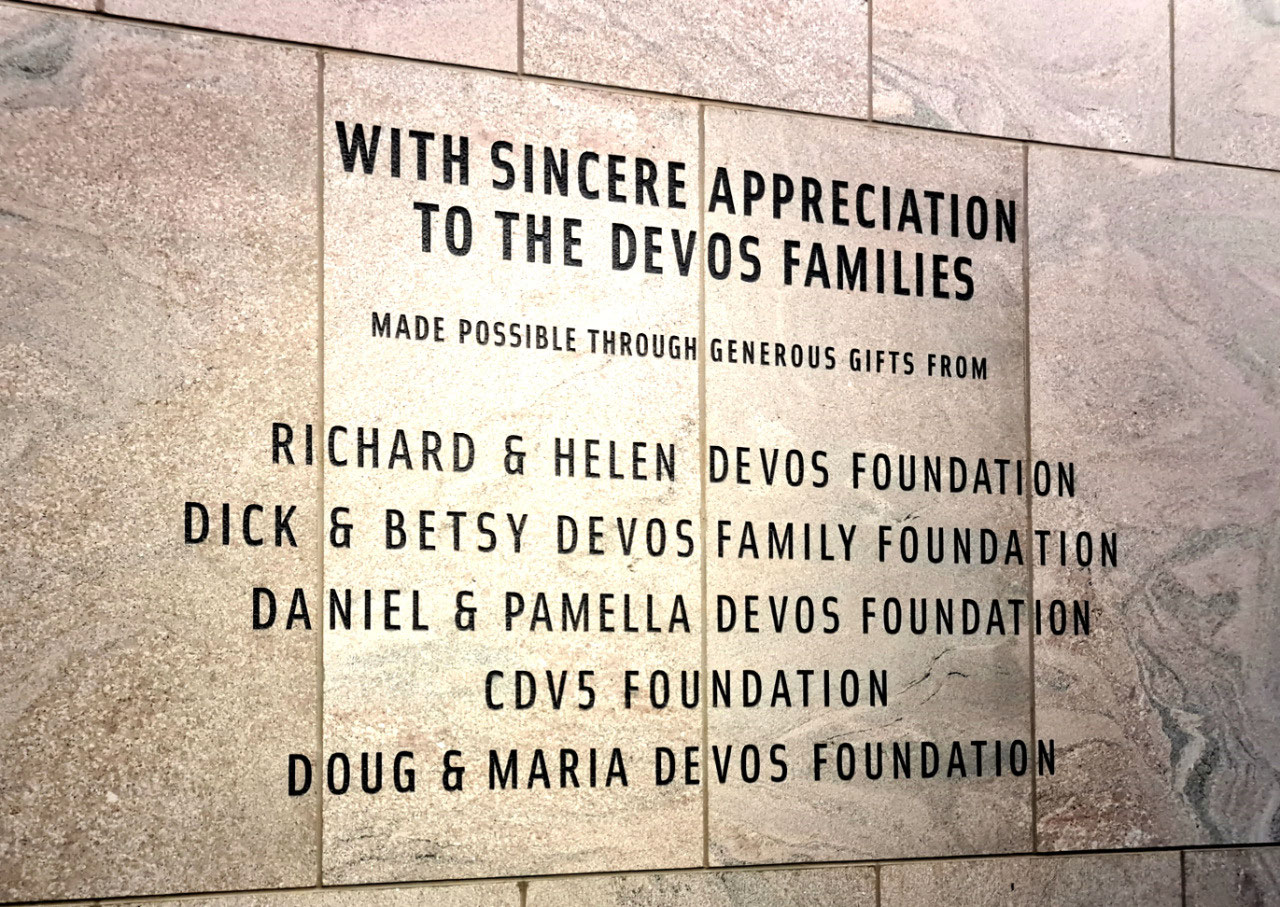 WITH SINCERE APPRECIATION
TO THE DEVOS FAMILIES
MADE POSSIBLE THROUGH GENEROUS GIFTS FROM
RICHARD & HELEN DEVOS FOUNDATION
DICK & BETSY DEVOS FAMILY FOUNDATION
DANIEL & PAMELLA DEVOS FOUNDATION
CDV5 FOUNDATION
DOUG & MARIA DEVOS FOUNDATION